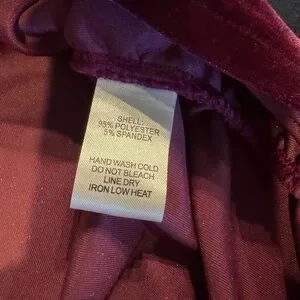 SHELL:
95% POLYESTER
5% SPANDEX
HAND WASH COLD
DO NOT BLEACH
LINE DRY
IRON LOW HEAT